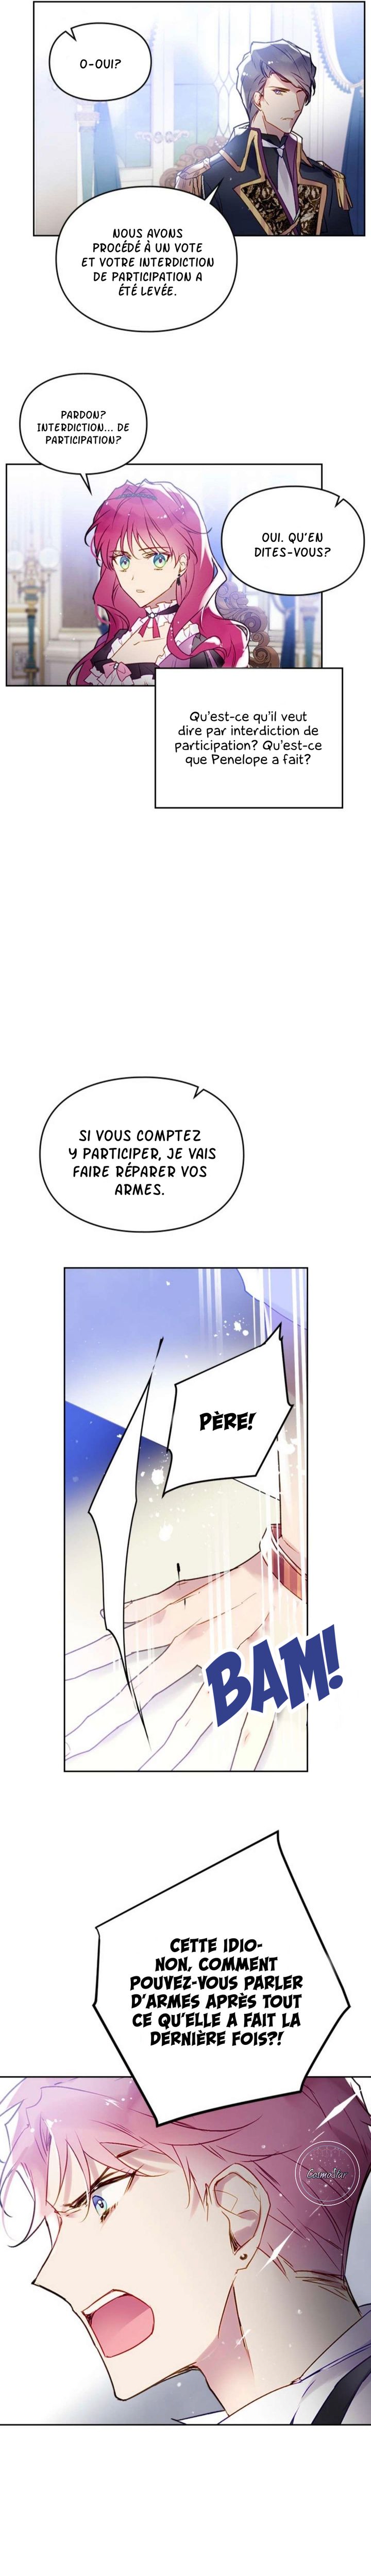 O-OUI?
NOUS AVONS
PROCÉDÉ À UN VOTE
ET VOTRE INTERDICTION
DE PARTICIPATION A
ÉTÉ LEVÉE.
PARDON?
INTERDICTION... DE
PARTICIPATION?
OUI. QU'EN
DITES-VOUS?
Qu'est-ce qu'il veut
dire par interdiction de
participation? Qu'est-ce
que Penelope a fait?
SI VOUS COMPTEZ
Y PARTICIPER, JE VAIS
FAIRE RÉPARER VOS
ARMES.
PÈRE!
BAM!
CETTE IDIO-
NON, COMMENT
POUVEZ-VOUS PARLER
D'ARMES APRÈS TOUT
CE QU'ELLE A FAIT LA
DERNIÈRE FOIS?!
CosmoStar